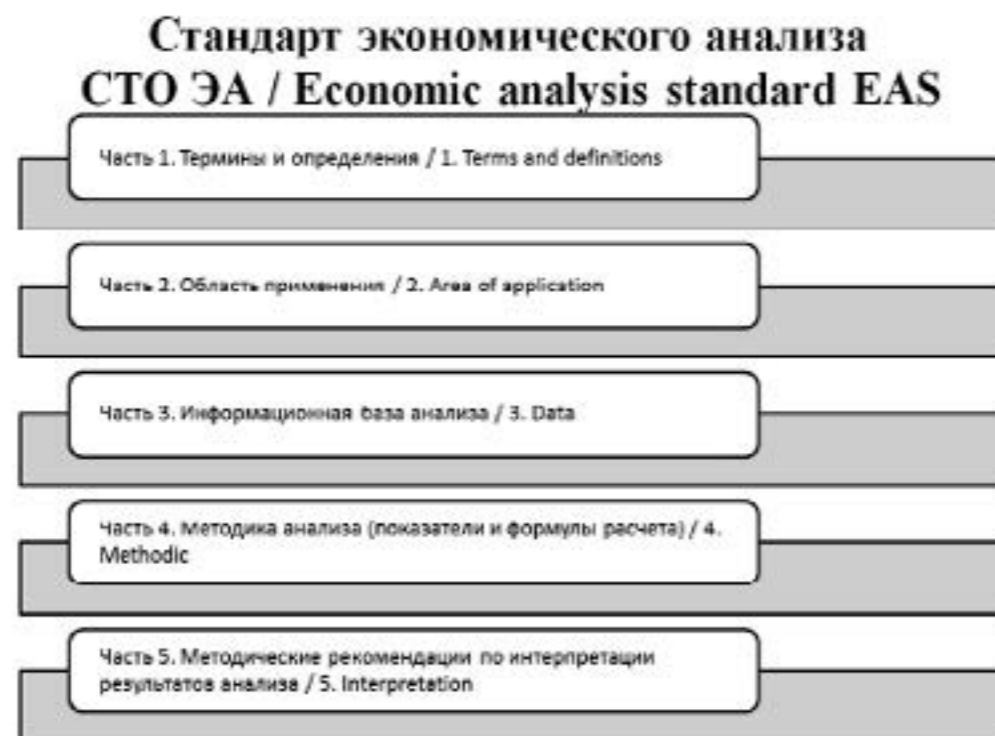 Стандарт экономического анализа
СТО ЭА / Economic analysis standard EAS
Часть 1. Термины и определения / 1. Terms and definitions
Часть 2. Область применения / 2. Area of application
Часть 3. Информационная база анализа / 3. Data
Часть 4. Методика анализа (показатели и формулы расчета) / 4.
Methodic
Часть 5. Методические рекомендации по интерпретации
результатов анализа / 5. Interpretation